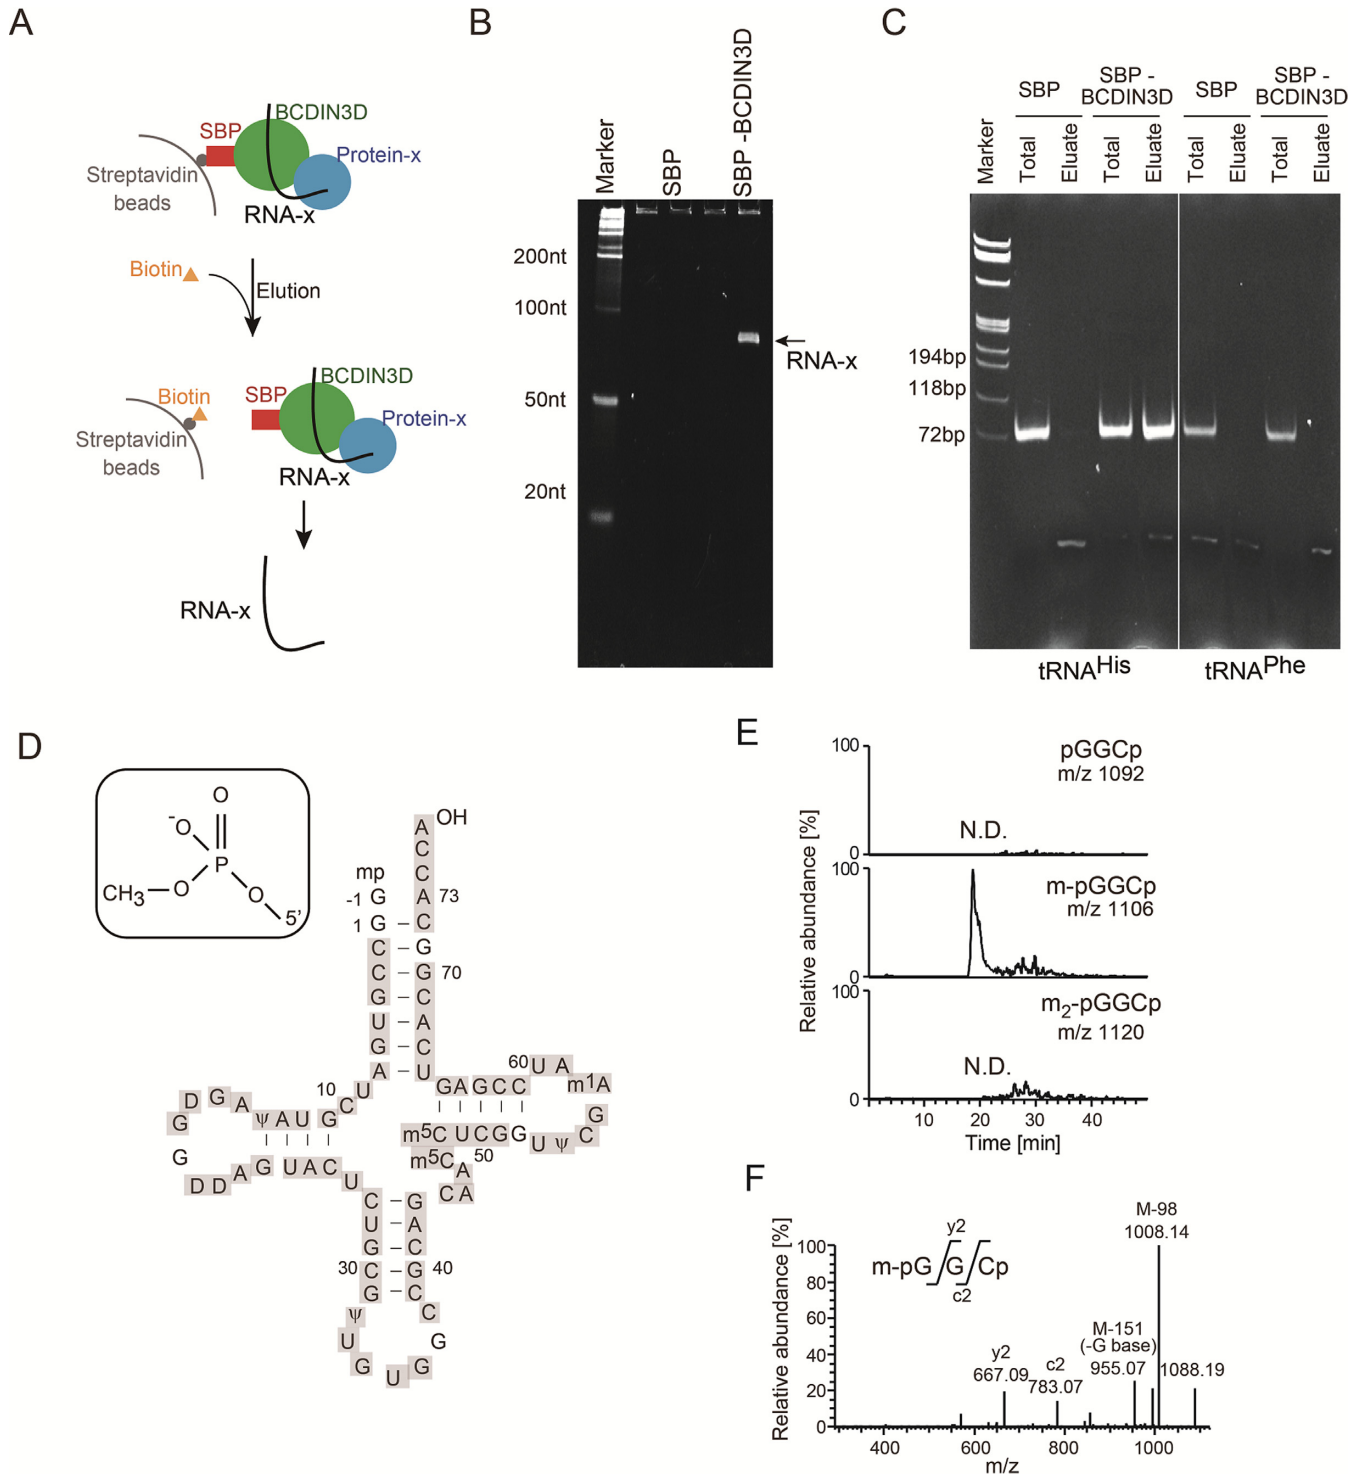 A
SBP
BCDIN3D
Protein-x
Streptavidin
beads
RNA-x
Biotin
Elution
Biotin
SBP
BCDIN3D
Protein-x
Streptavidin
beads
RNA-x
RNA-x
B
Marker
SBP
SBP -BCDIN3D
200nt
100nt
50nt
20nt
RNA-x
C
SBP
SBP -
BCDIN3D
SBP
SBP -
BCDIN3D
Marker
Total
Eluate
Total
Eluate
Total
Eluate
Total
Eluate
194bp
118bp
72bp
tRNAHis
tRNAPhe
D
O
-O
P
CH3
O
O
5'
mp
-1 G
1 G – C
A OH
C
C
A 73
C – G
C – G 70
G – C
U – A
G – C
A – U
U
C
10
G
U A ψ
A G D G
G
D D A G
U A C
U
G A G C C
60
U A
m1A
G
C
ψ U
m5C U C G G
50
m5C
A
A
C
C – G
U – A
G – C
30 C – G 40
G – C
ψ
U
G
U
G
G
C
E
Relative abundance [%]
pGGCp
m/z 1092
N.D.
100
0
m-pGGCp
m/z 1106
100
0
m2-pGGCp
m/z 1120
N.D.
100
0
10 20 30 40
Time [min]
F
Relative abundance [%]
100
80
60
40
20
0
y2
m-pG G Cp
c2
M-98
1008.14
M-151
(-G base)
955.07
1088.19
y2
667.09
c2
783.07
400 600 800 1000
m/z